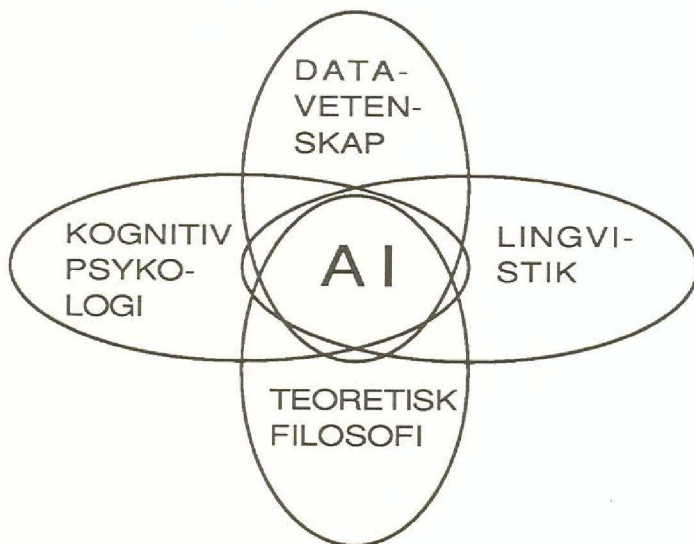 DATA-
VETEN-
SKAP
KOGNITIV
PSYKO-
LOGI
AI
LINGVI-
STIK
TEORETISK
FILOSOFI